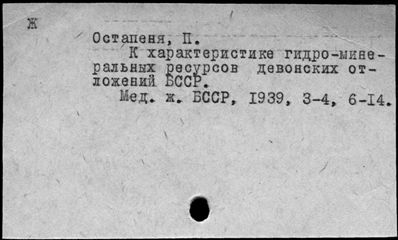 Ж
Остапеня, П.
К характеристике гидро-мине-
ральных ресурсов девонских от-
ложений БССР.
Мед. ж. БССР, 1939, 3-4, 6-14.